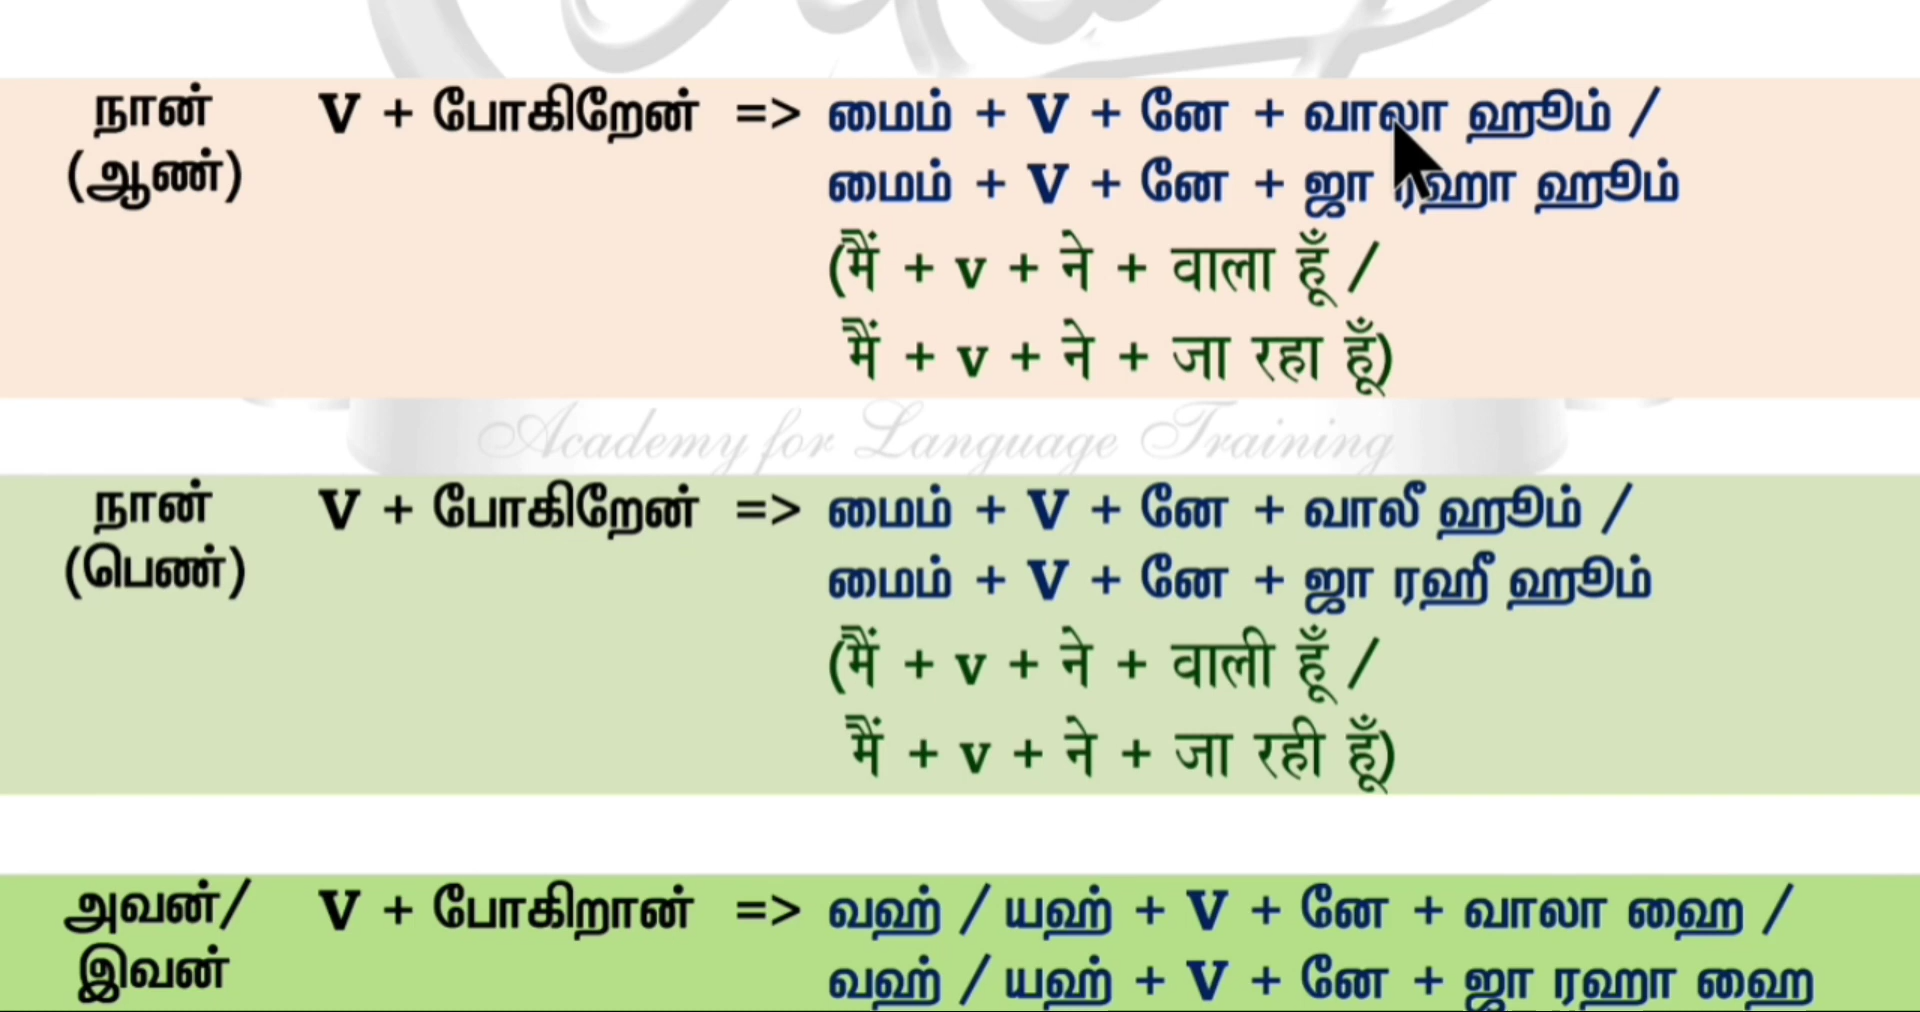 நான் V + போகிறேன் => மைம் + V + னே + வாலா ஹூம் /
(ஆண்) மைம் + V + னே + ஜா ரஹா ஹூம்
(मैं + v + ने + वाला हूँ /
मैं + v + ने + जा रहा हूँ)
Academy for Language Training
நான் V + போகிறேன் => மைம் + V + னே + வாலீ ஹூம் /
(பெண்) மைம் + V + னே + ஜா ரஹீ ஹூம்
(मैं + v + ने + वाली हूँ /
मैं + v + ने + जा रही हूँ)
அவன்/ V + போகிறான் => வஹ் / யஹ் + V + னே + வாலா ஹை /
இவன் வஹ் / யஹ் + V + னே + ஜா ரஹா ஹை